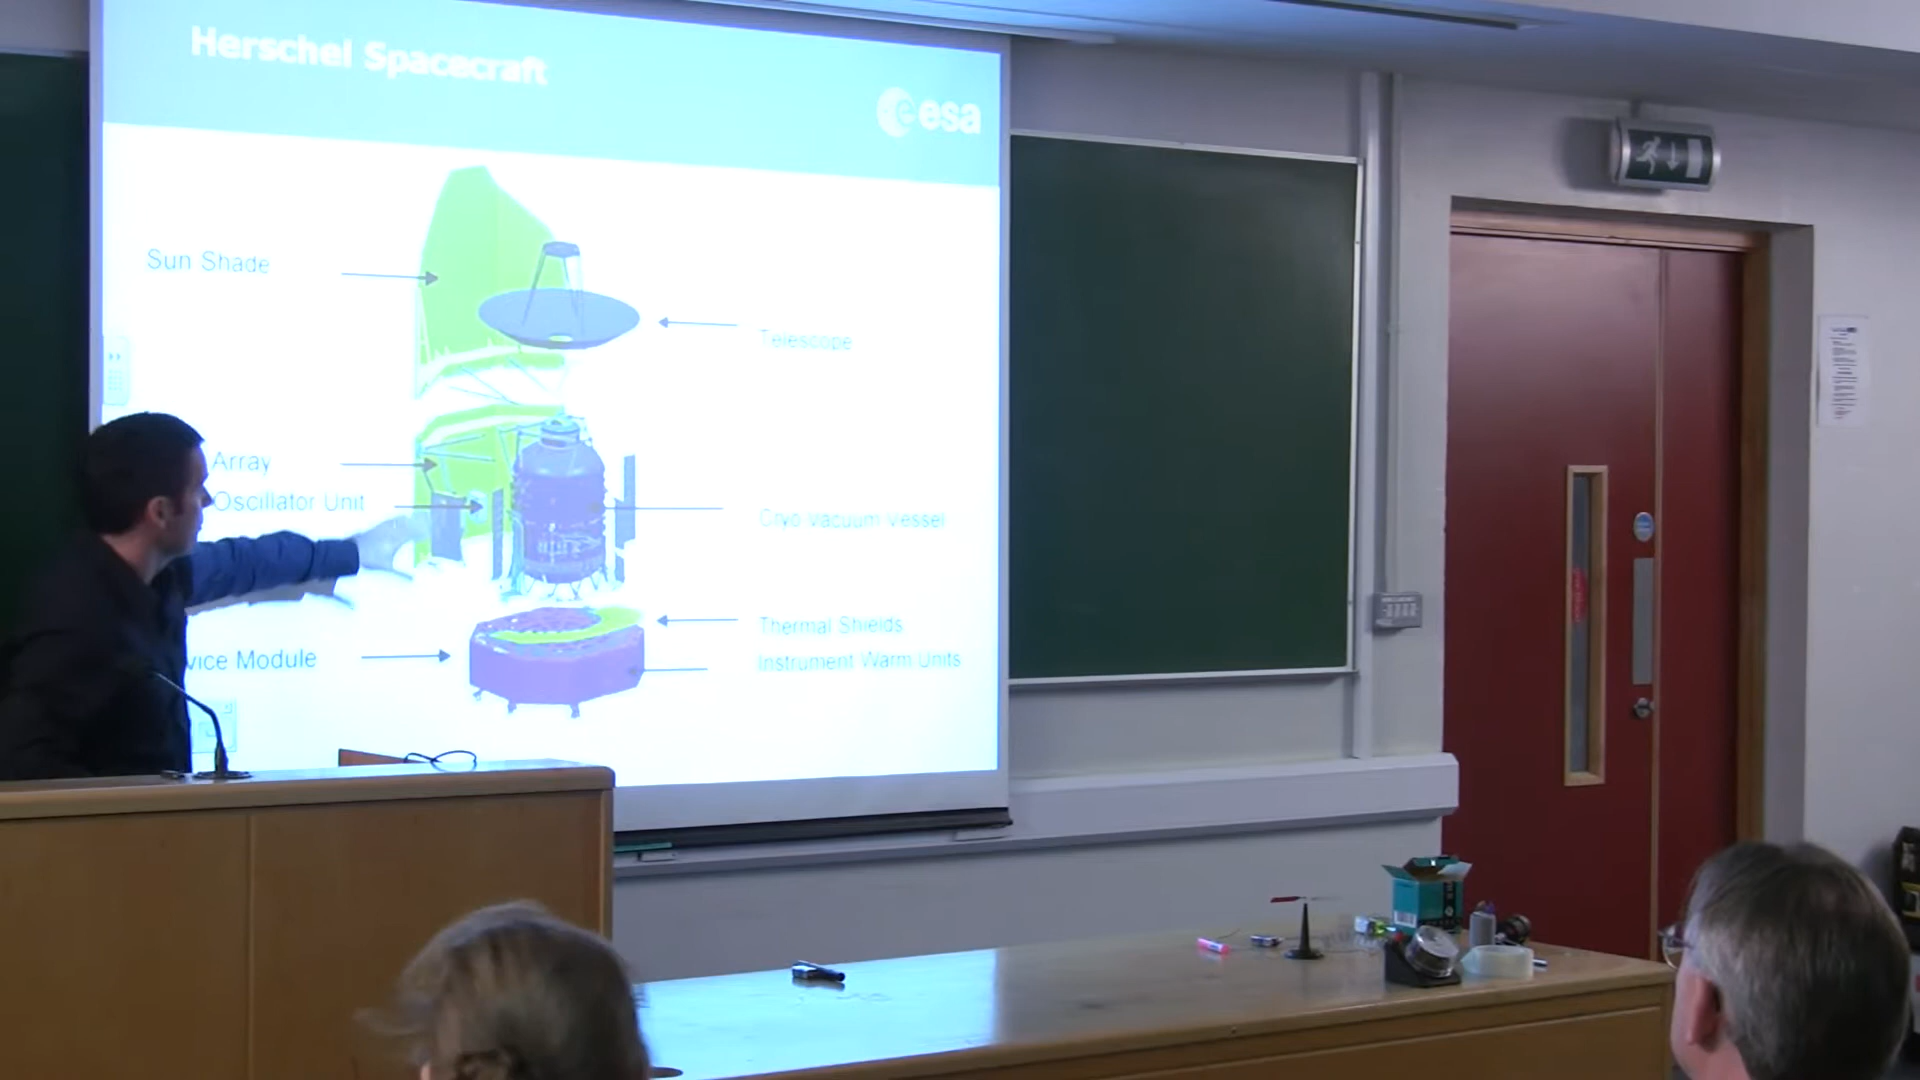 Herschel Spacecraft
esa
Sun Shade
Telescope
Array
Oscillator Unit
Cryo Vacuum Vessel
Thermal Shields
vice Module
Instrument Warm Units